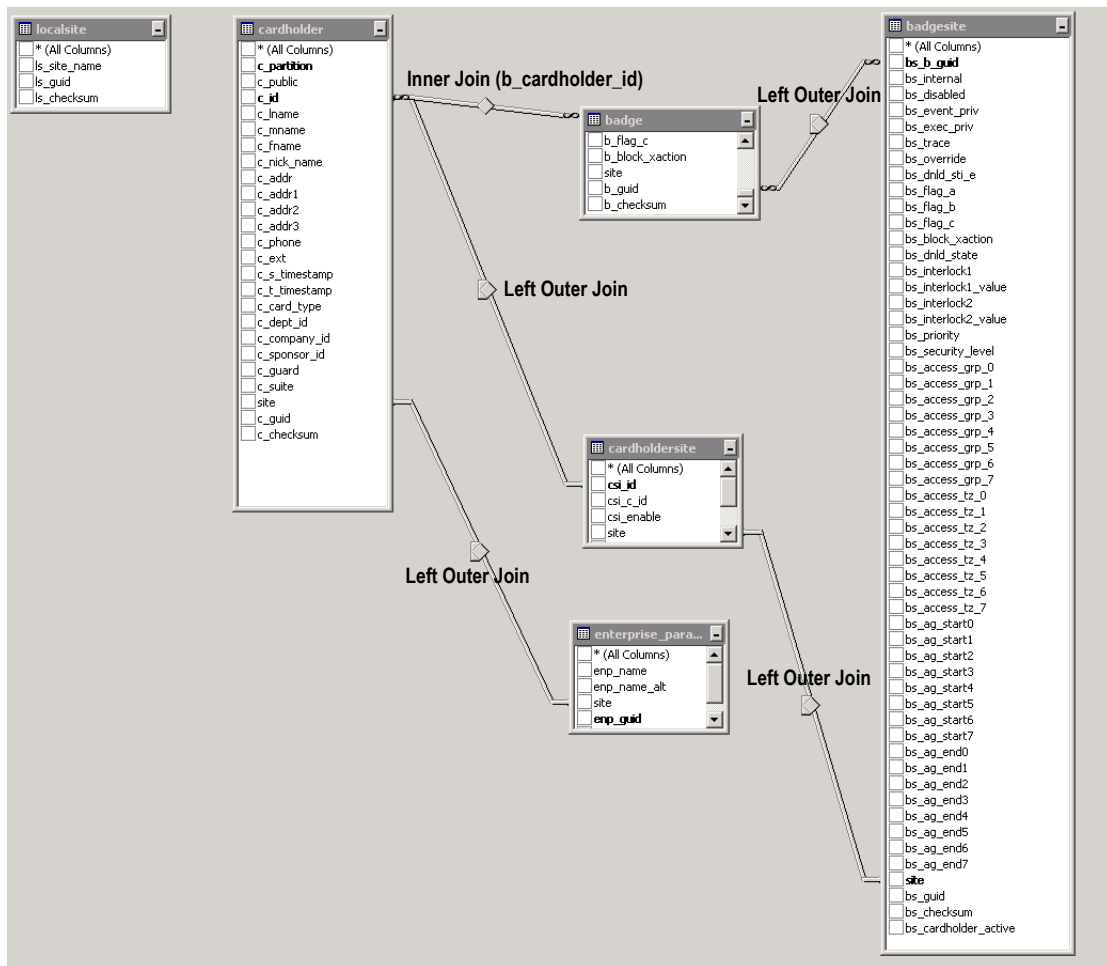 localsite
* (All Columns)
ls_site_name
ls_guid
ls_checksum
cardholder
* (All Columns)
c_partition
c_public
c_id
c_lname
c_mname
c_fname
c_nick_name
c_addr
c_addr1
c_addr2
c_addr3
c_phone
c_ext
c_s_timestamp
c_t_timestamp
c_card_type
c_dept_id
c_company_id
c_sponsor_id
c_guard
c_suite
site
c_guid
c_checksum
Inner Join (b_cardholder_id)
badge
b_flag_c
b_block_xaction
site
b_guid
b_checksum
Left Outer Join
Left Outer Join
cardholdersite
* (All Columns)
csi_id
csi_c_id
csi_enable
site
Left Outer Join
enterprise_para...
* (All Columns)
enp_name
enp_name_alt
site
enp_guid
Left Outer Join
badgesite
* (All Columns)
bs_b_guid
bs_internal
bs_disabled
bs_event_priv
bs_exec_priv
bs_trace
bs_override
bs_dnld_sti_e
bs_flag_a
bs_flag_b
bs_flag_c
bs_block_xaction
bs_dnld_state
bs_interlock1
bs_interlock1_value
bs_interlock2
bs_interlock2_value
bs_priority
bs_security_level
bs_access_grp_0
bs_access_grp_1
bs_access_grp_2
bs_access_grp_3
bs_access_grp_4
bs_access_grp_5
bs_access_grp_6
bs_access_grp_7
bs_access_tz_0
bs_access_tz_1
bs_access_tz_2
bs_access_tz_3
bs_access_tz_4
bs_access_tz_5
bs_access_tz_6
bs_access_tz_7
bs_ag_start0
bs_ag_start1
bs_ag_start2
bs_ag_start3
bs_ag_start4
bs_ag_start5
bs_ag_start6
bs_ag_start7
bs_ag_end0
bs_ag_end1
bs_ag_end2
bs_ag_end3
bs_ag_end4
bs_ag_end5
bs_ag_end6
bs_ag_end7
site
bs_guid
bs_checksum
bs_cardholder_active